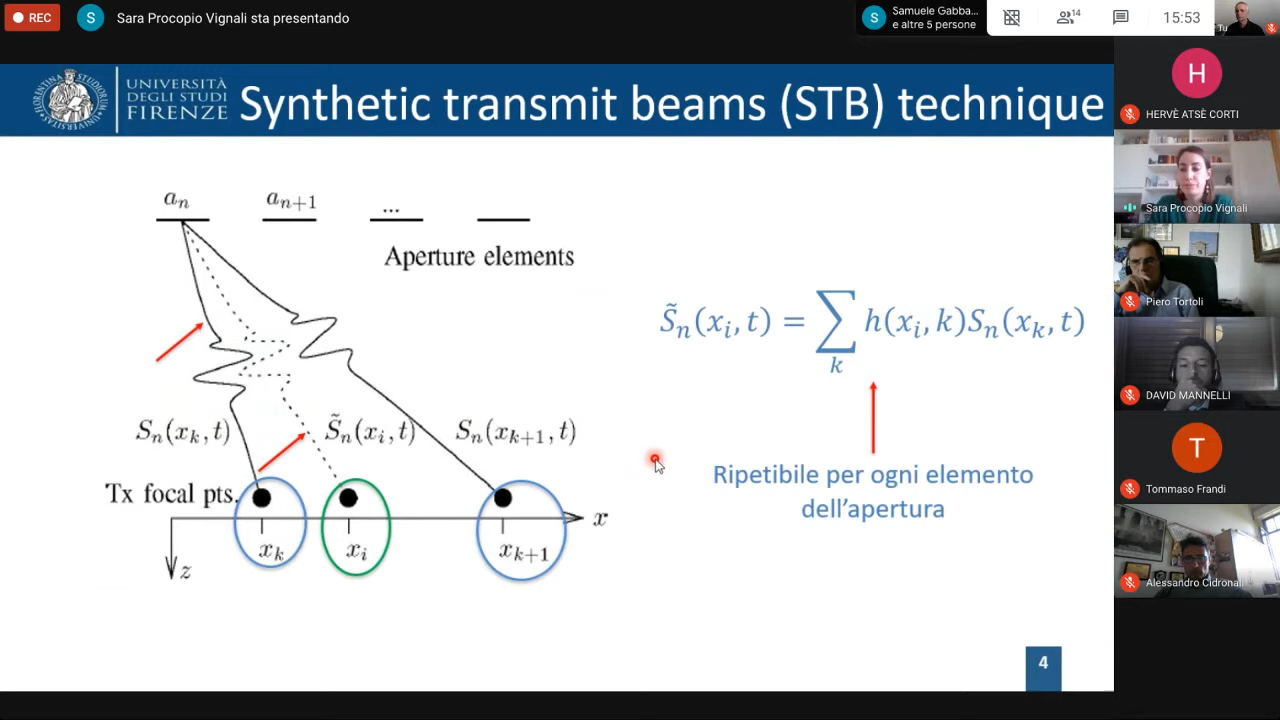 REC
S
Sara Procopio Vignali sta presentando
S
Samuele Gabba...
e altre 5 persone
14
15:53
Tu
UNIVERSITÀ
DEGLI STUDI
FIRENZE
Synthetic transmit beams (STB) technique
H
HERVÈ ATSÈ CORTI
Sara Procopio Vignali
Piero Tortoli
DAVID MANNELLI
T
Tommaso Frandi
Alessandro Cidronali
aₙ
aₙ₊₁
...
Aperture elements
S̃ₙ(xᵢ, t) = ∑ₖ h(xᵢ, k)Sₙ(xₖ, t)
Sₙ(xₖ, t)
S̃ₙ(xᵢ, t)
Sₙ(xₖ₊₁, t)
Ripetibile per ogni elemento
dell'apertura
Tx focal pts.
x
xₖ
xᵢ
xₖ₊₁
z
4